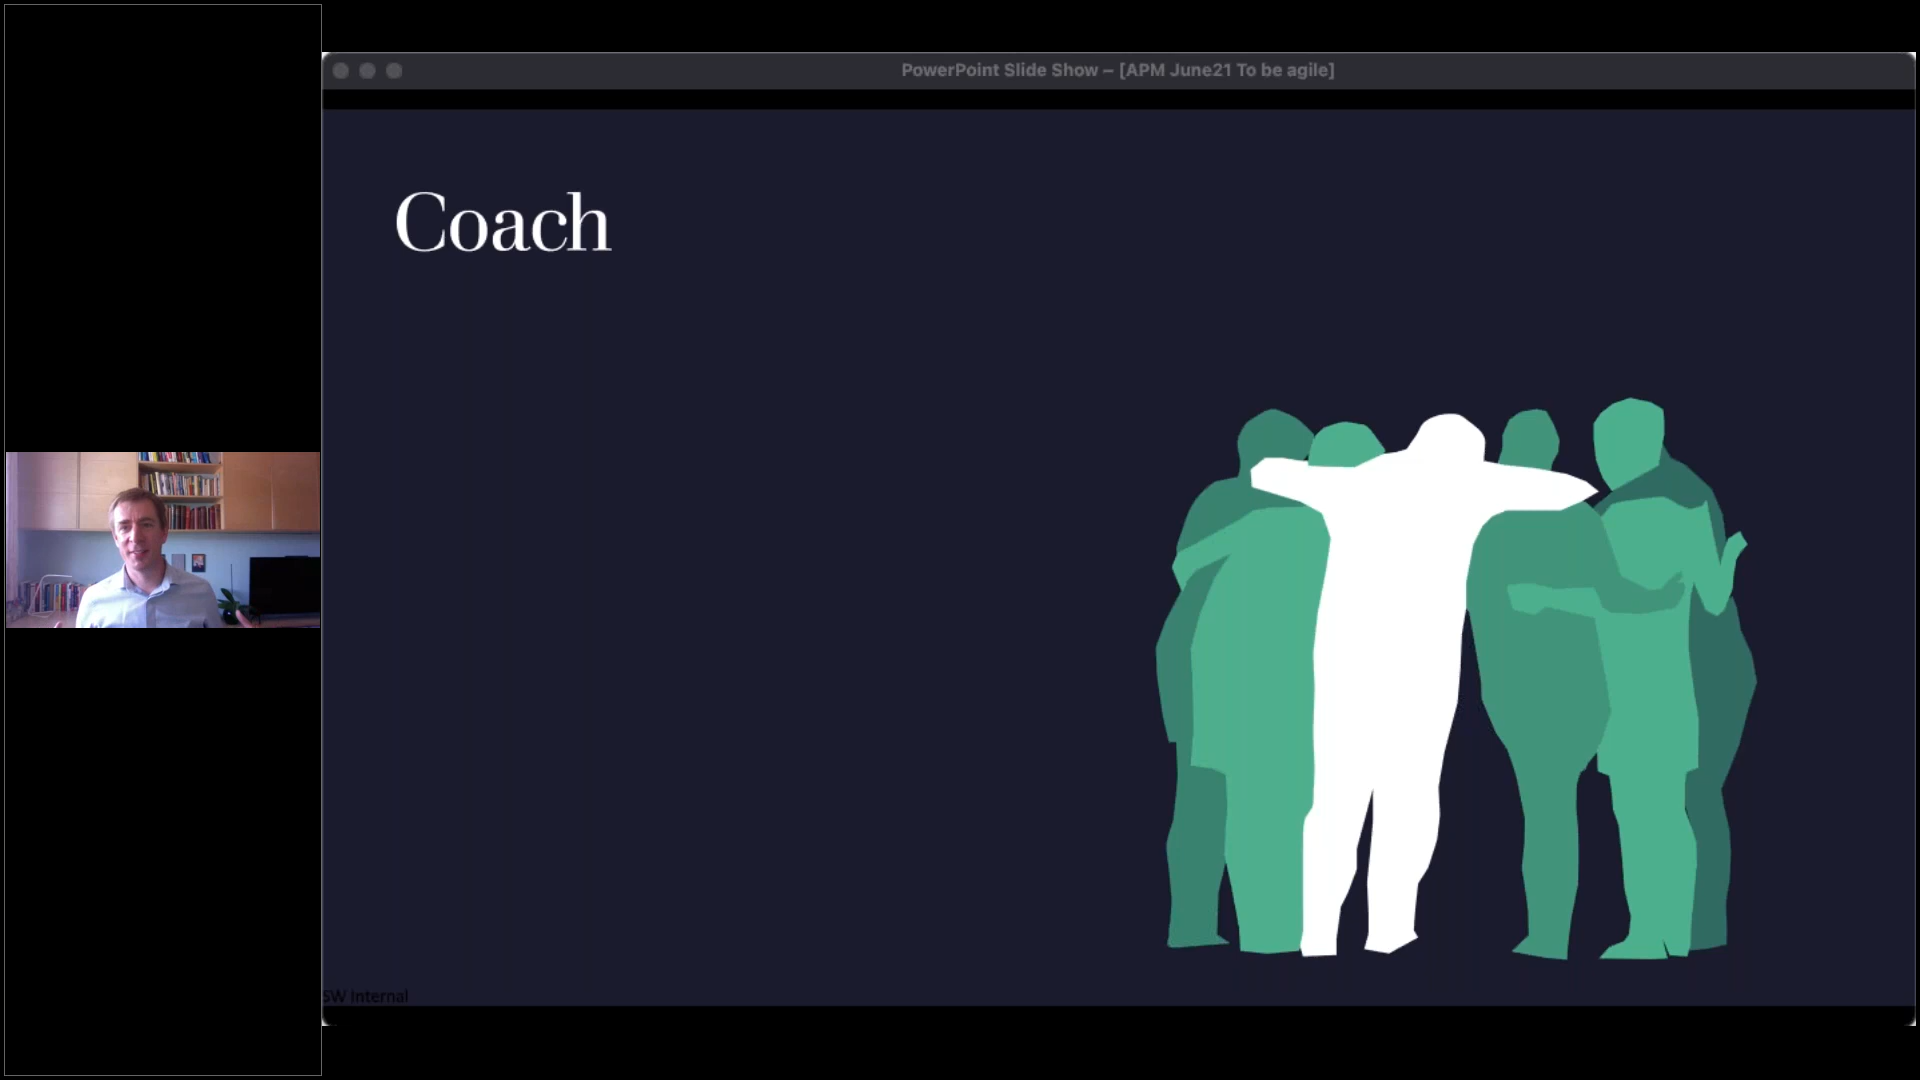 PowerPoint Slide Show – [APM June21 To be agile]
Coach
SW Internal